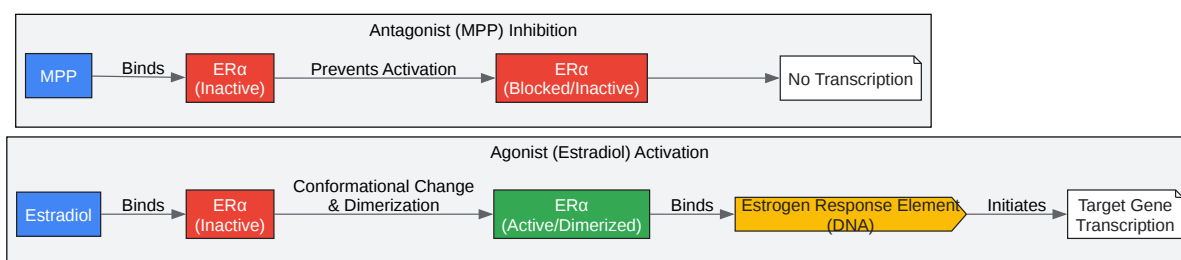 Antagonist (MPP) Inhibition
MPP
Binds
ERα
(Inactive)
Prevents Activation
ERα
(Blocked/Inactive)
No Transcription
Agonist (Estradiol) Activation
Estradiol
Binds
ERα
(Inactive)
Conformational Change
& Dimerization
ERα
(Active/Dimerized)
Binds
Estrogen Response Element
(DNA)
Initiates
Target Gene
Transcription